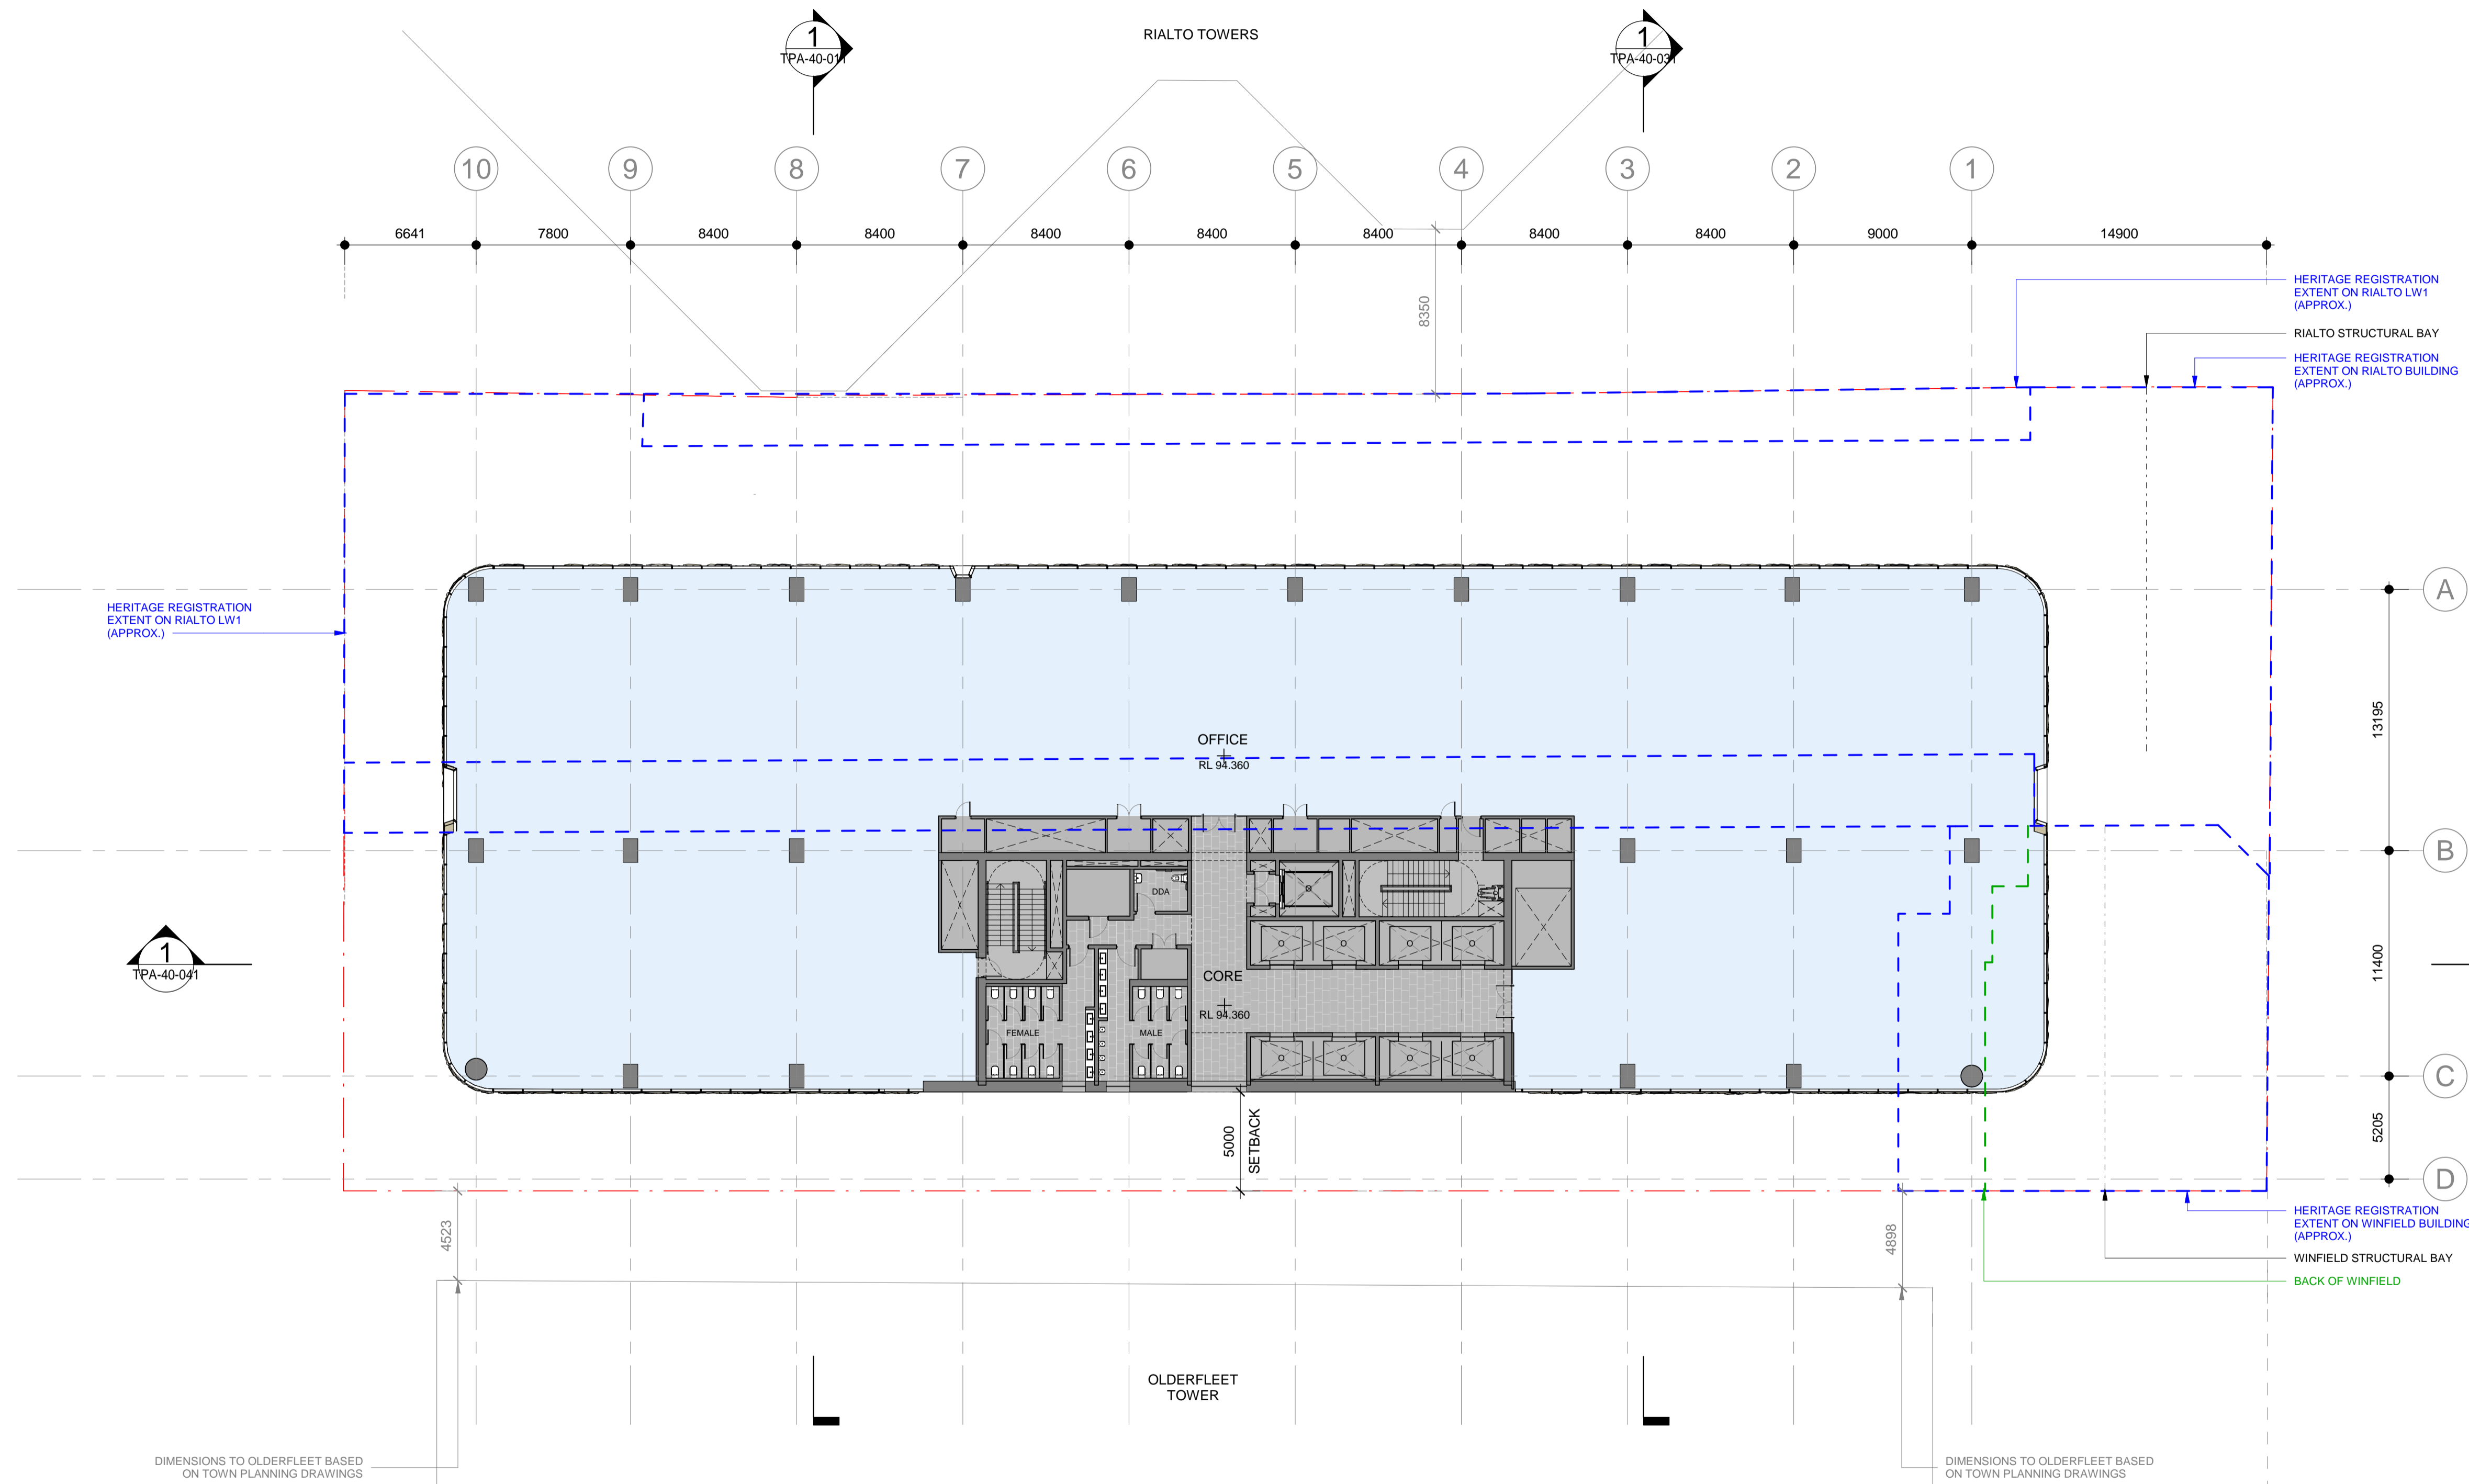 RIALTO TOWERS
1
TPA-40-011
1
TPA-40-031
10
9
8
7
6
5
4
3
2
1
6641
7800
8400
8400
8400
8400
8400
8400
8400
9000
14900
8350
HERITAGE REGISTRATION
EXTENT ON RIALTO LW1
(APPROX.)
RIALTO STRUCTURAL BAY
HERITAGE REGISTRATION
EXTENT ON RIALTO BUILDING
(APPROX.)
HERITAGE REGISTRATION
EXTENT ON RIALTO LW1
(APPROX.)
A
13195
OFFICE
RL 94.360
B
DDA
1
TPA-40-041
11400
CORE
RL 94.360
FEMALE
MALE
C
5000
SETBACK
5205
D
4523
4898
HERITAGE REGISTRATION
EXTENT ON WINFIELD BUILDING
(APPROX.)
WINFIELD STRUCTURAL BAY
BACK OF WINFIELD
OLDERFLEET
TOWER
DIMENSIONS TO OLDERFLEET BASED
ON TOWN PLANNING DRAWINGS
DIMENSIONS TO OLDERFLEET BASED
ON TOWN PLANNING DRAWINGS